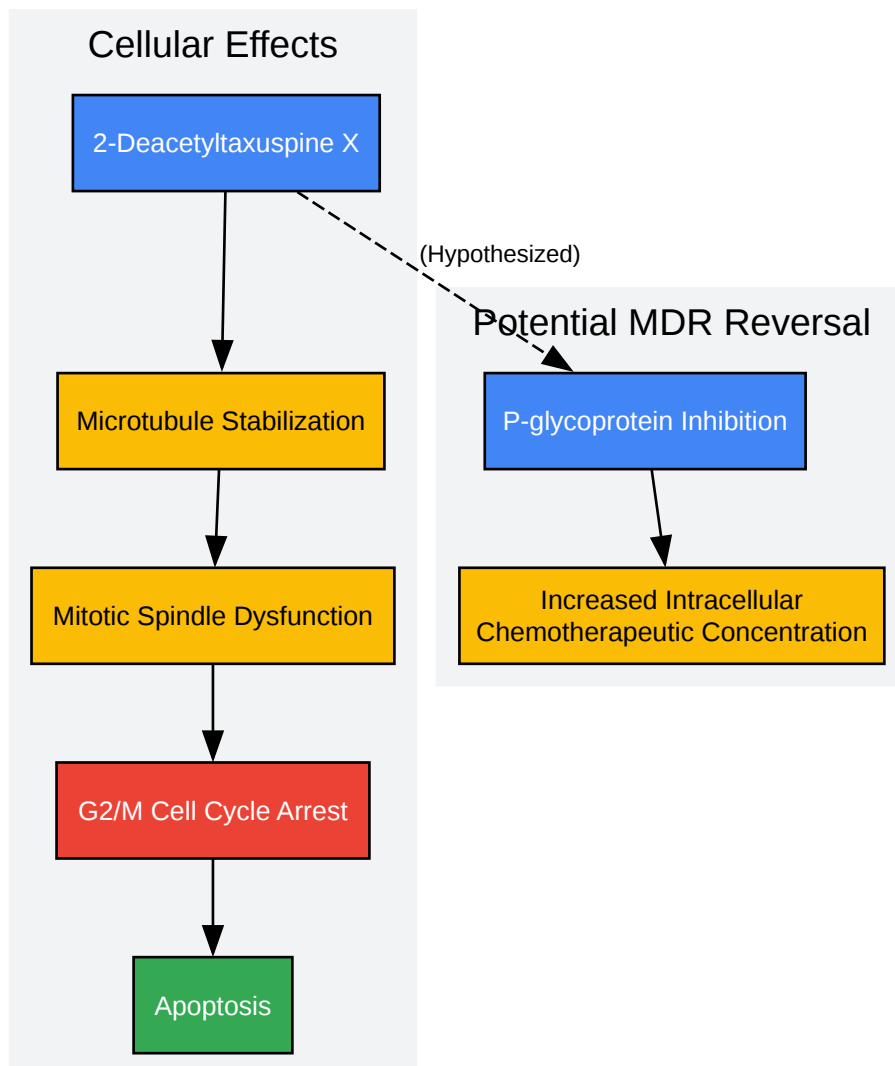 Cellular Effects
2-Deacetyltaxuspine X
(Hypothesized)
Potential MDR Reversal
Microtubule Stabilization
P-glycoprotein Inhibition
Mitotic Spindle Dysfunction
Increased Intracellular
Chemotherapeutic Concentration
G2/M Cell Cycle Arrest
Apoptosis